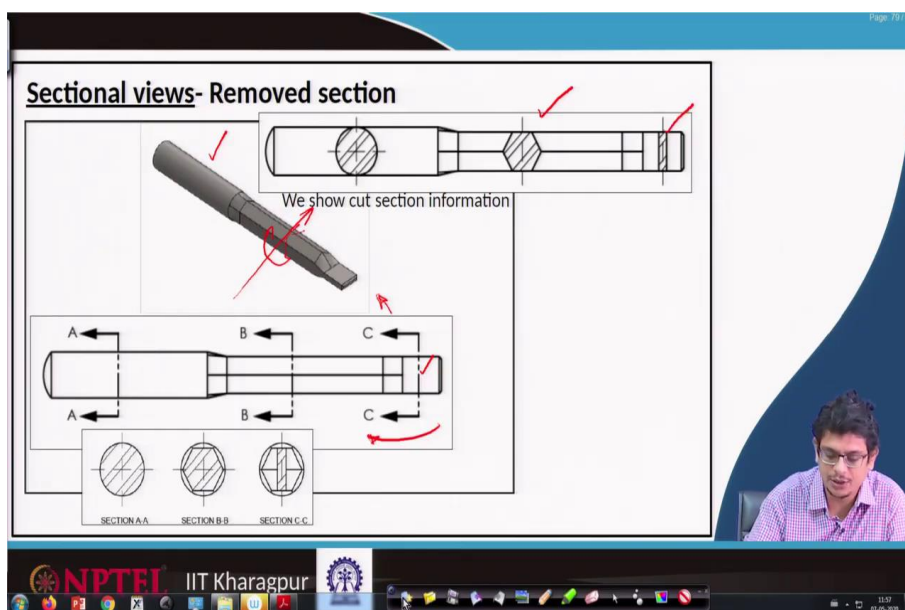 Page: 79/
Sectional views- Removed section
We show cut section information
A B C
A B C
SECTION A-A SECTION B-B SECTION C-C
NPTEL IIT Kharagpur
11:57